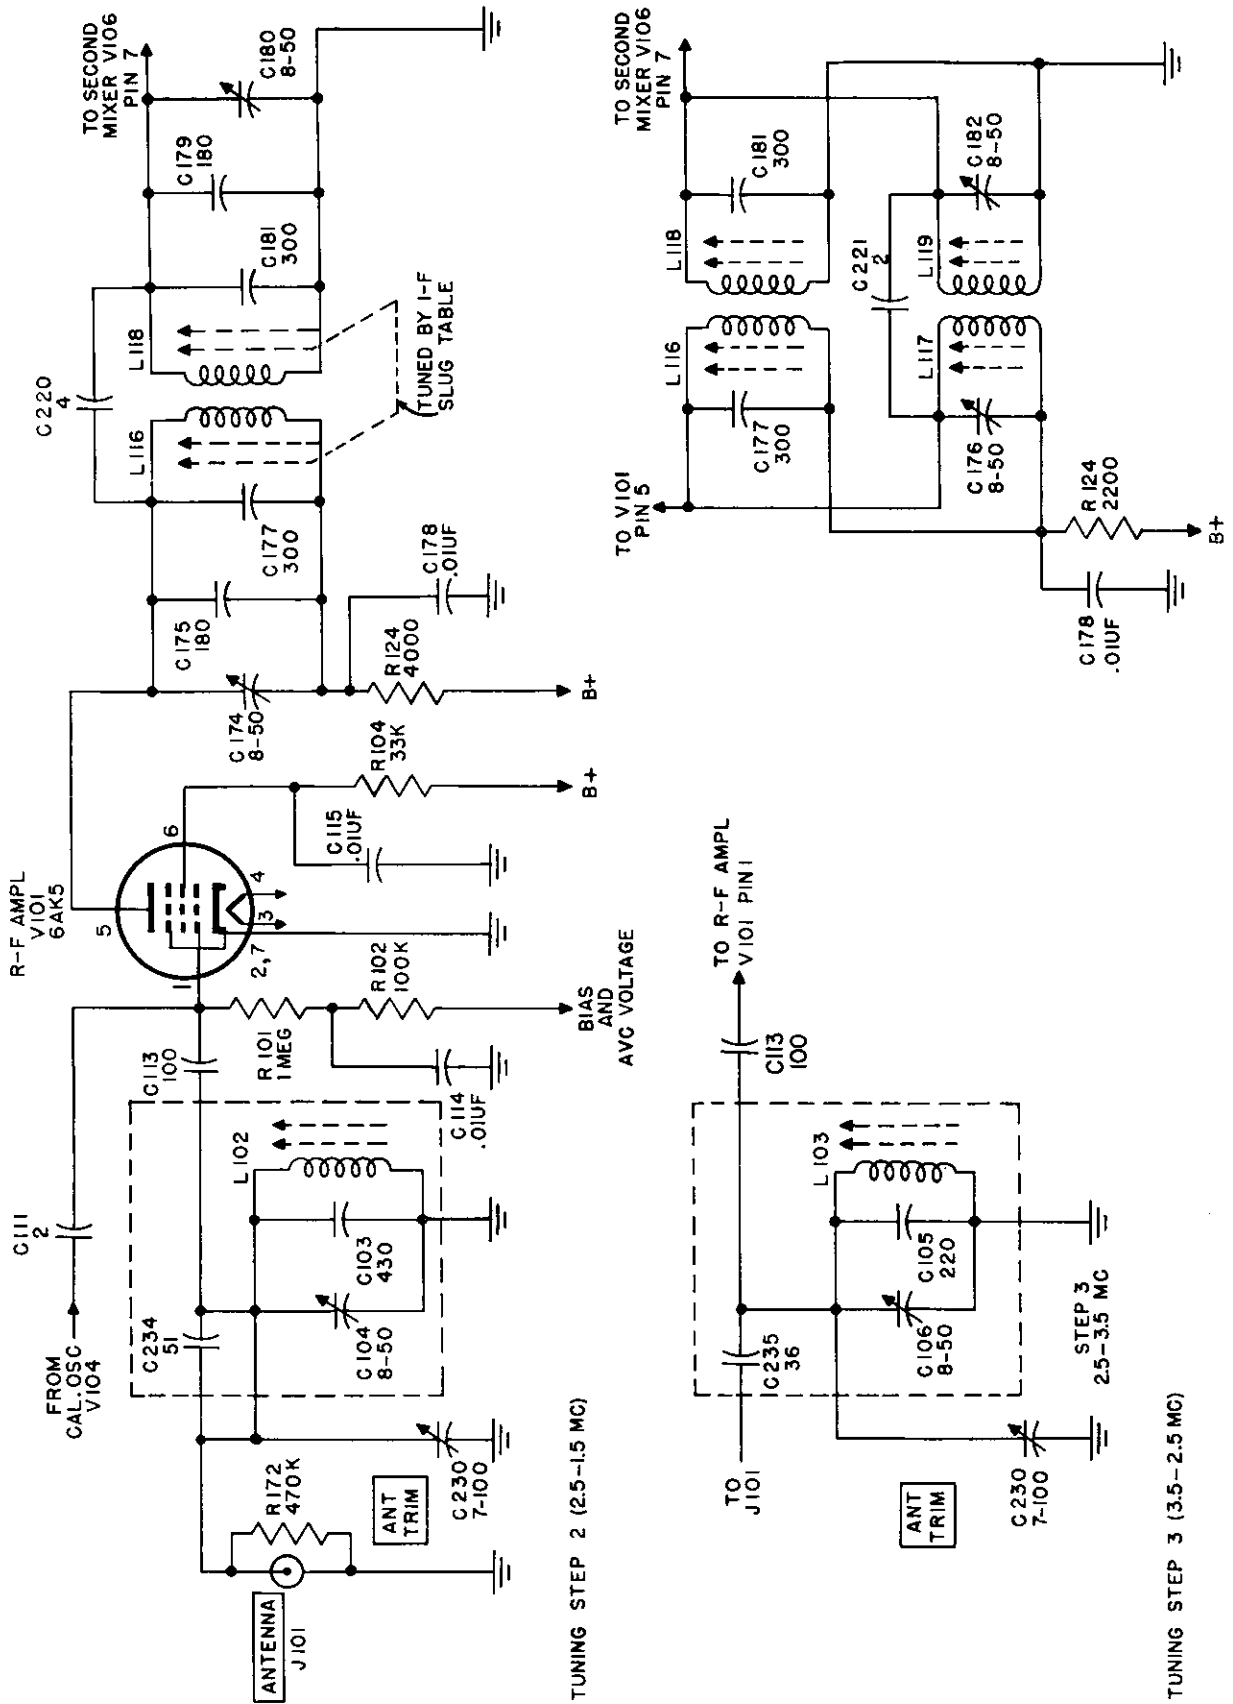 R-F AMPL
V101
6AK5
FROM
CAL. OSC
V104
C111
2
C234
51
C113
100
L102
C104
8-50
C103
430
R172
470K
ANTENNA
J101
ANT
TRIM
C230
7-100
C114
.01UF
R101
1MEG
R102
100K
BIAS
AND
AVC VOLTAGE
1
2,7
3
4
5
6
C115
.01UF
R104
33K
B+
C174
8-50
C175
180
R124
4000
B+
C178
.01UF
C177
300
L116
C220
4
L118
TUNED BY I-F
SLUG TABLE
C181
300
C179
180
C180
8-50
TO SECOND
MIXER V106
PIN 7
TUNING STEP 2 (2.5-1.5 MC)
TO
J101
C235
36
C113
100
TO R-F AMPL
V101 PIN 1
L103
C106
8-50
C105
220
ANT
TRIM
C230
7-100
STEP 3
2.5-3.5 MC
TO V101
PIN 5
L116
C177
300
L118
C181
300
TO SECOND
MIXER V106
PIN 7
C221
2
L117
L119
C176
8-50
C182
8-50
R124
2200
B+
C178
.01UF
TUNING STEP 3 (3.5-2.5 MC)